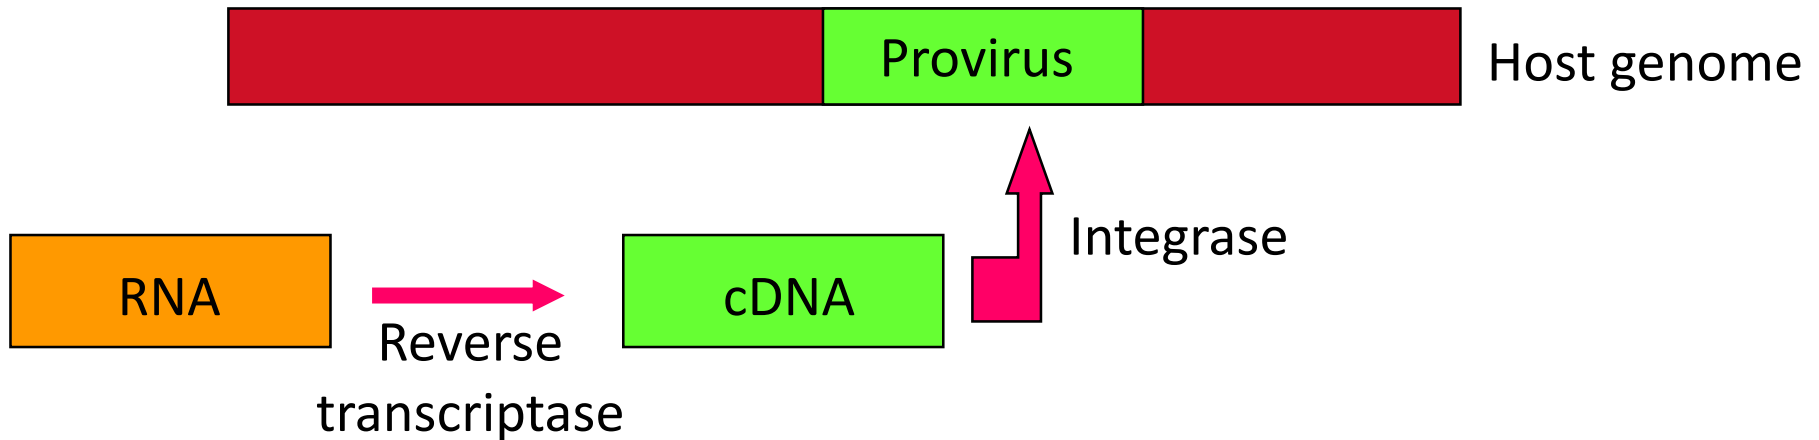 Provirus
Host genome
Integrase
RNA
cDNA
Reverse
transcriptase